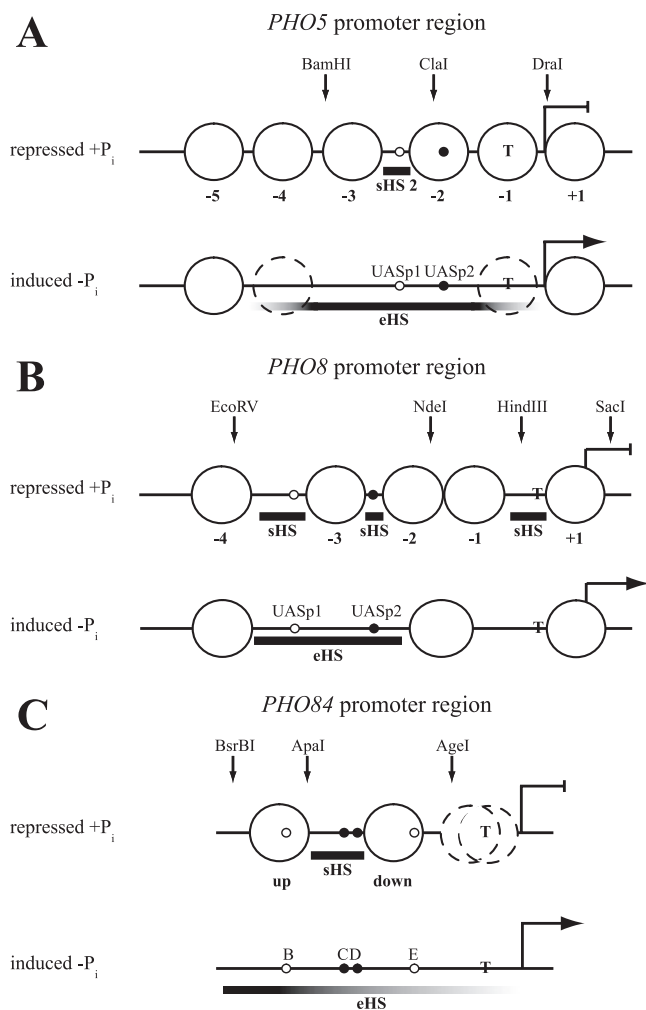 A
PHO5 promoter region
BamHI ClaI DraI
repressed +Pi
T
sHS 2
-5 -4 -3 -2 -1 +1
induced -Pi
UASp1 UASp2
T
eHS
B
PHO8 promoter region
EcoRV NdeI HindIII SacI
repressed +Pi
T
sHS sHS sHS
-4 -3 -2 -1 +1
induced -Pi
UASp1 UASp2
T
eHS
C
PHO84 promoter region
BsrBI ApaI AgeI
repressed +Pi
T
sHS
up down
induced -Pi
B CD E
T
eHS